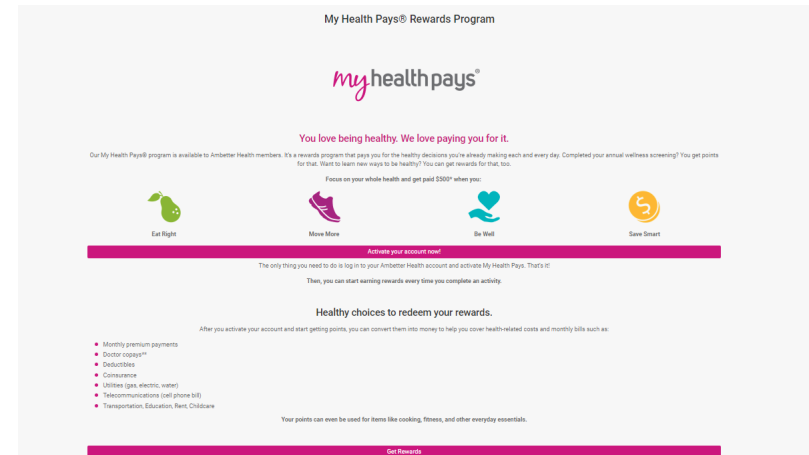 My Health Pays® Rewards Program
myhealthpays®
You love being healthy. We love paying you for it.
Our My Health Pays® program is available to Ambetter Health members. It's a rewards program that pays you for the healthy decisions you're already making each and every day. Completed your annual wellness screening? You get points
for that. Want to learn new ways to be healthy? You can get rewards for that, too.
Focus on your whole health and get paid $500* when you:
Eat Right
Move More
Be Well
Save Smart
Activate your account now!
The only thing you need to do is log in to your Ambetter Health account and activate My Health Pays. That's it!
Then, you can start earning rewards every time you complete an activity.
Healthy choices to redeem your rewards.
After you activate your account and start getting points, you can convert them into money to help you cover health-related costs and monthly bills such as:
Monthly premium payments
Doctor copays**
Deductibles
Coinsurance
Utilities (gas, electric, water)
Telecommunications (cell phone bill)
Transportation, Education, Rent, Childcare
Your points can even be used for items like cooking, fitness, and other everyday essentials.
Get Rewards